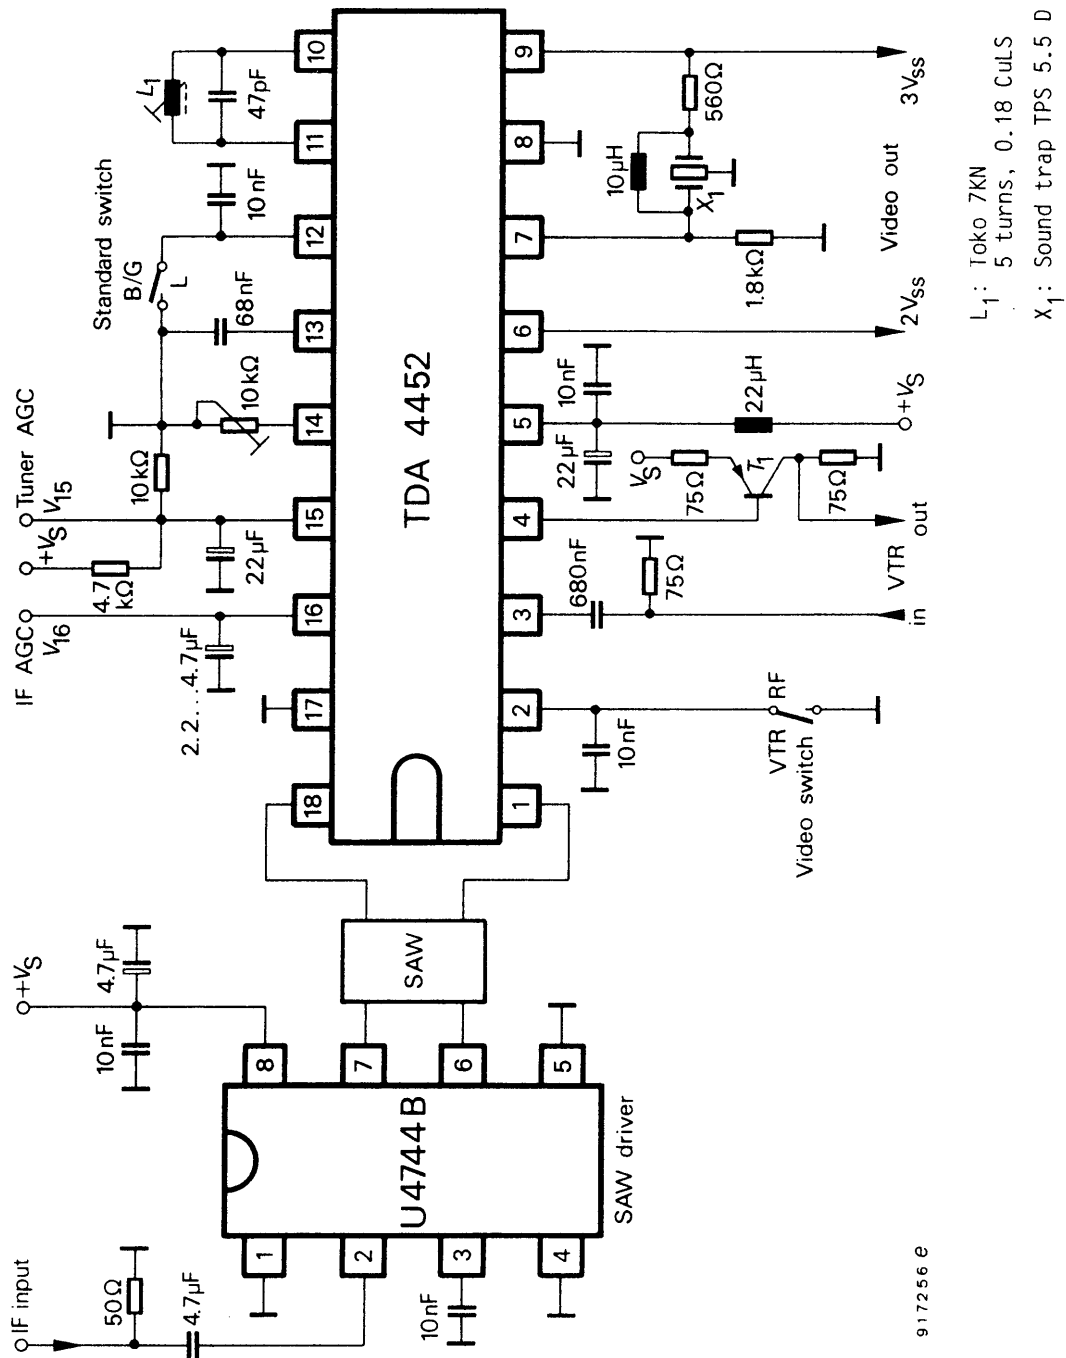 IF input
50Ω
4.7µF
10nF
+VS
4.7µF
10nF
1
2
3
4
5
6
7
8
U4744B
SAW driver
SAW
IF AGC
V16
2.2...4.7µF
+VS
4.7
kΩ
Tuner AGC
V15
22µF
10kΩ
10kΩ
Standard switch
B/G
L
68nF
10nF
L1
47pF
18
17
16
15
14
13
12
11
10
TDA 4452
1
2
3
4
5
6
7
8
9
10nF
VTR
RF
Video switch
680nF
75Ω
in
VTR
out
22µF
10nF
VS
75Ω
T1
75Ω
22µH
+VS
2VSS
Video out
3VSS
1.8kΩ
10µH
X1
560Ω
L1: Toko 7KN
5 turns, 0.18 CuLS
X1: Sound trap TPS 5.5 D
917256 e